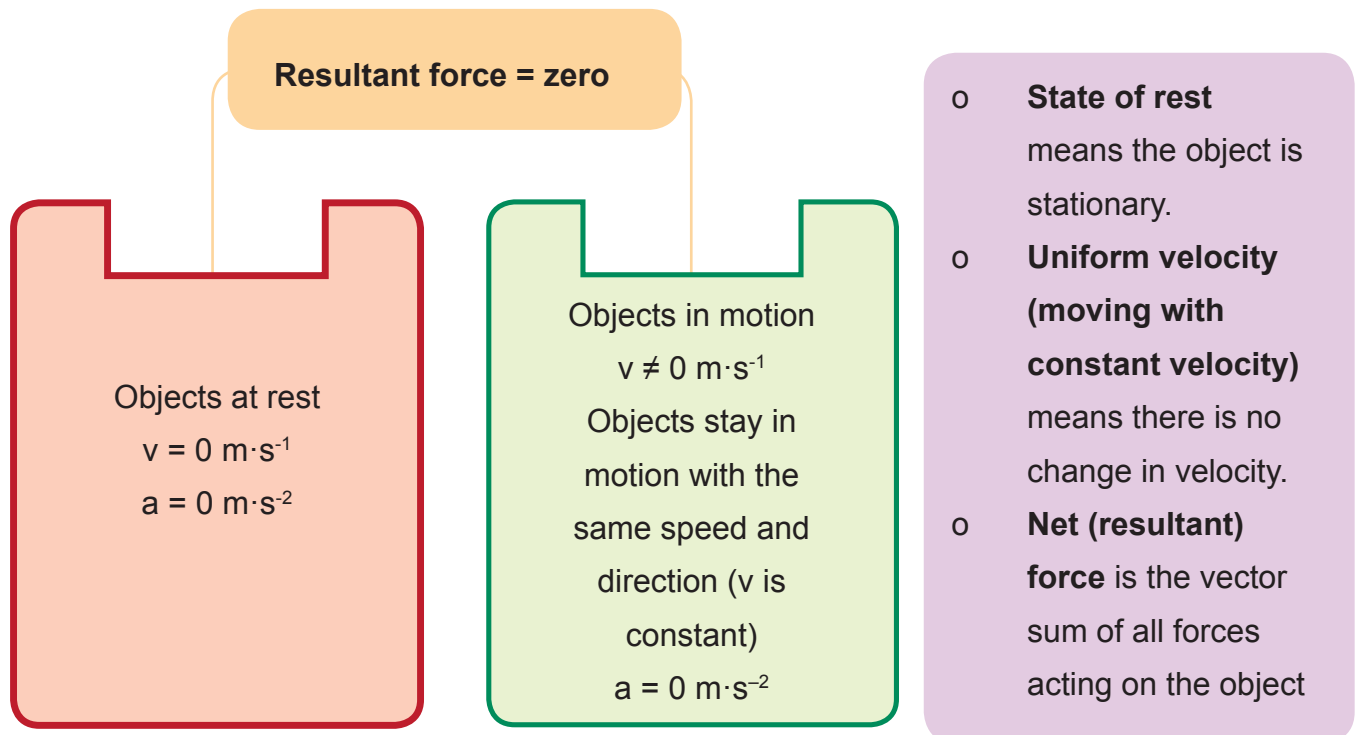 Resultant force = zero
Objects at rest
v = 0 m·s⁻¹
a = 0 m·s⁻²
Objects in motion
v ≠ 0 m·s⁻¹
Objects stay in
motion with the
same speed and
direction (v is
constant)
a = 0 m·s⁻²
o State of rest
means the object is
stationary.
o Uniform velocity
(moving with
constant velocity)
means there is no
change in velocity.
o Net (resultant)
force is the vector
sum of all forces
acting on the object